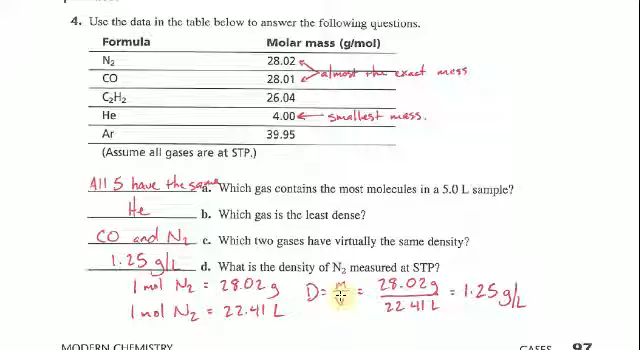 4. Use the data in the table below to answer the following questions.
Formula Molar mass (g/mol)
N₂ 28.02
almost the exact mess
CO 28.01
C₂H₂ 26.04
He 4.00 ← smallest mess.
Ar 39.95
(Assume all gases are at STP.)
All 5 have the same a. Which gas contains the most molecules in a 5.0 L sample?
He b. Which gas is the least dense?
CO and N₂ c. Which two gases have virtually the same density?
1.25 g/L d. What is the density of N₂ measured at STP?
1 mol N₂ = 28.02g D = m/V = 28.02g / 22.41 L = 1.25 g/L
1 mol N₂ = 22.41 L
MODERN CHEMISTRY GASES 97